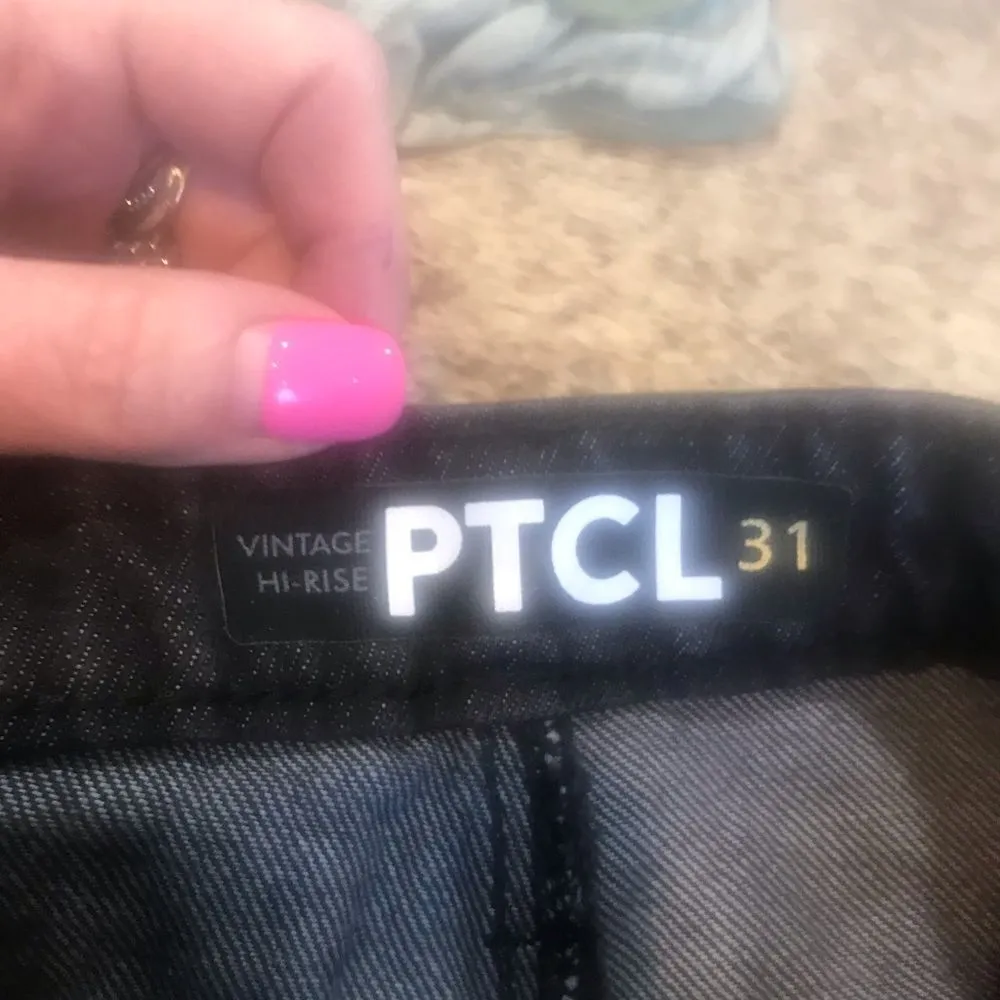 VINTAGE
HI-RISE
PTCL
31